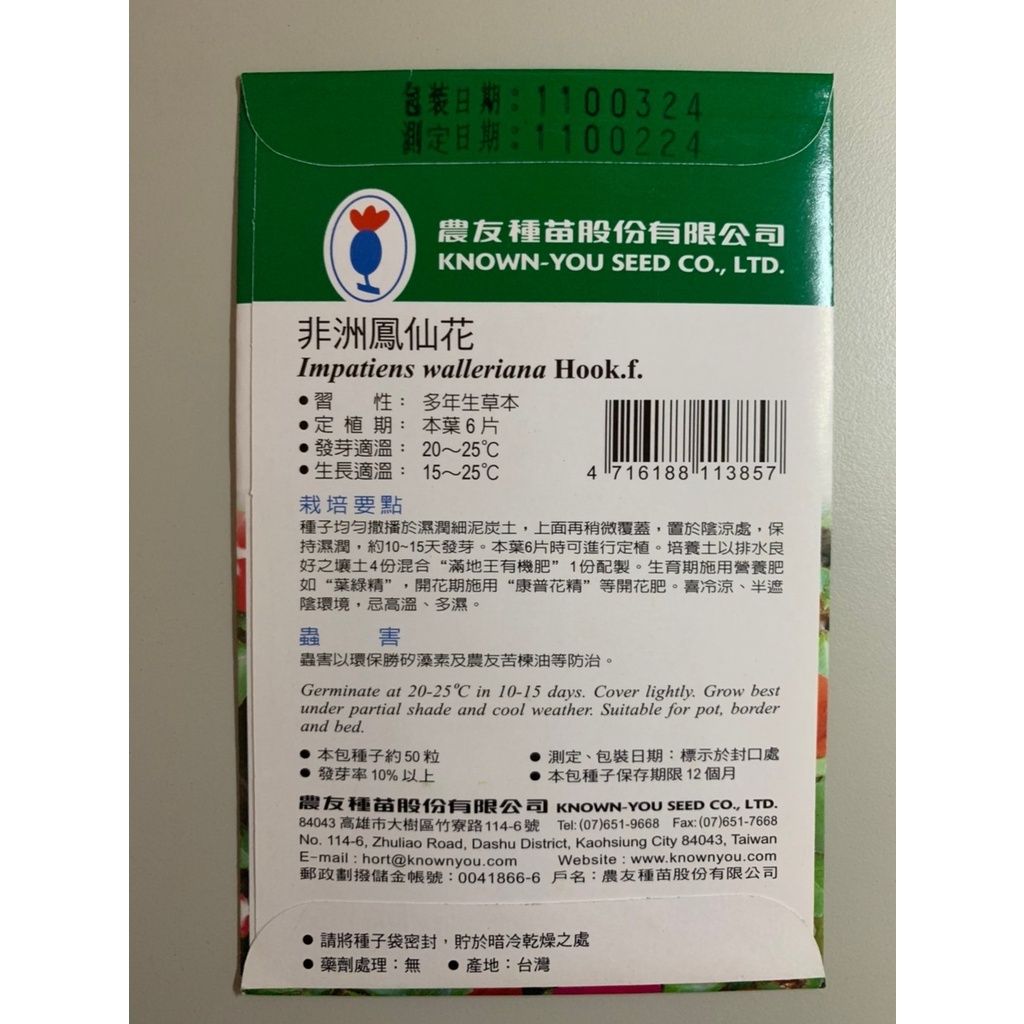 包裝日期：1100324
測定日期：1100224
農友種苗股份有限公司
KNOWN-YOU SEED CO., LTD.
非洲鳳仙花
Impatiens walleriana Hook.f.
●習　性： 多年生草本
●定 植 期： 本葉6片
●發芽適溫： 20～25℃
●生長適溫： 15～25℃
4 716188 113857
栽培要點
種子均勻撒播於濕潤細泥炭土，上面再稍微覆蓋，置於陰涼處，保
持濕潤，約10~15天發芽。本葉6片時可進行定植。培養土以排水良
好之壤土4份混合“滿地王有機肥”1份配製。生育期施用營養肥
如“葉綠精”，開花期施用“康普花精”等開花肥。喜冷涼、半遮
陰環境，忌高溫、多濕。
蟲　害
蟲害以環保勝矽藻素及農友苦楝油等防治。
Germinate at 20-25℃ in 10-15 days. Cover lightly. Grow best
under partial shade and cool weather. Suitable for pot, border
and bed.
●本包種子約50粒 ●測定、包裝日期：標示於封口處
●發芽率10%以上 ●本包種子保存期限12個月
農友種苗股份有限公司 KNOWN-YOU SEED CO., LTD.
84043 高雄市大樹區竹寮路114-6號 Tel:(07)651-9668 Fax:(07)651-7668
No. 114-6, Zhuliao Road, Dashu District, Kaohsiung City 84043, Taiwan
E-mail : hort@knownyou.com Website : www.knownyou.com
郵政劃撥儲金帳號：0041866-6 戶名：農友種苗股份有限公司
●請將種子袋密封，貯於暗冷乾燥之處
●藥劑處理：無 ●產地：台灣